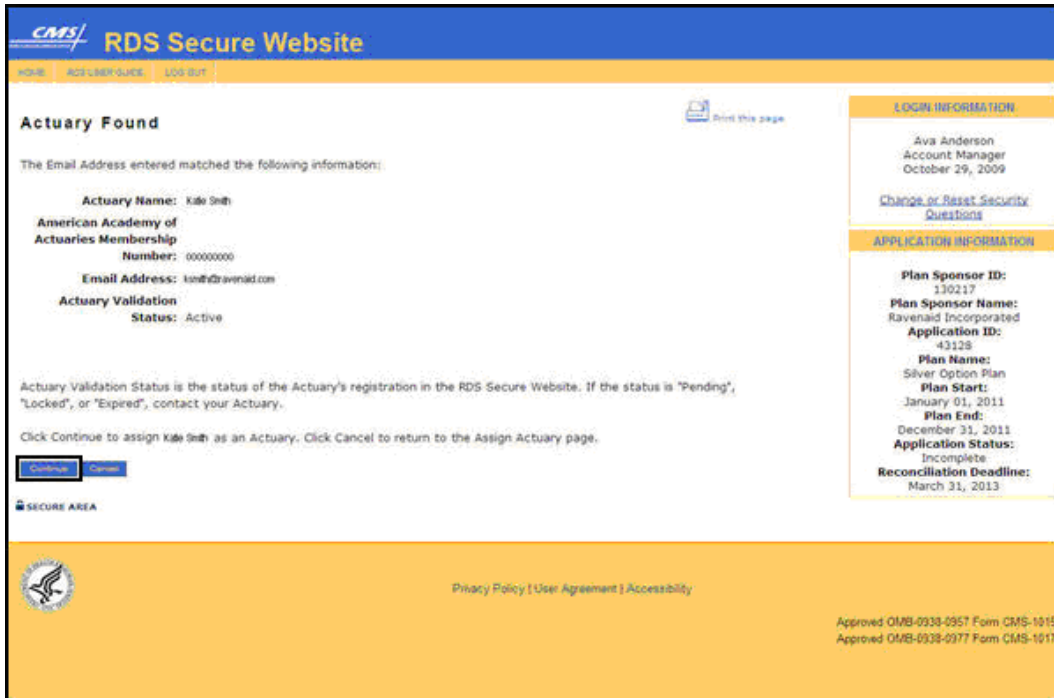 CMS/ RDS Secure Website
HOME RDS USER GUIDE LOG OUT
Actuary Found
Print this page
The Email Address entered matched the following information:
Actuary Name: Katie Smith
American Academy of
Actuaries Membership
Number: 000000000
Email Address: ksmith@ravenaid.com
Actuary Validation
Status: Active
Actuary Validation Status is the status of the Actuary's registration in the RDS Secure Website. If the status is "Pending",
"Locked", or "Expired", contact your Actuary.
Click Continue to assign Katie Smith as an Actuary. Click Cancel to return to the Assign Actuary page.
Continue Cancel
SECURE AREA
LOGIN INFORMATION
Ava Anderson
Account Manager
October 29, 2009
Change or Reset Security
Questions
APPLICATION INFORMATION
Plan Sponsor ID:
130217
Plan Sponsor Name:
Ravenaid Incorporated
Application ID:
43128
Plan Name:
Silver Option Plan
Plan Start:
January 01, 2011
Plan End:
December 31, 2011
Application Status:
Incomplete
Reconciliation Deadline:
March 31, 2013
Privacy Policy | User Agreement | Accessibility
Approved OMB-0938-0957 Form CMS-1015
Approved OMB-0938-0977 Form CMS-1017